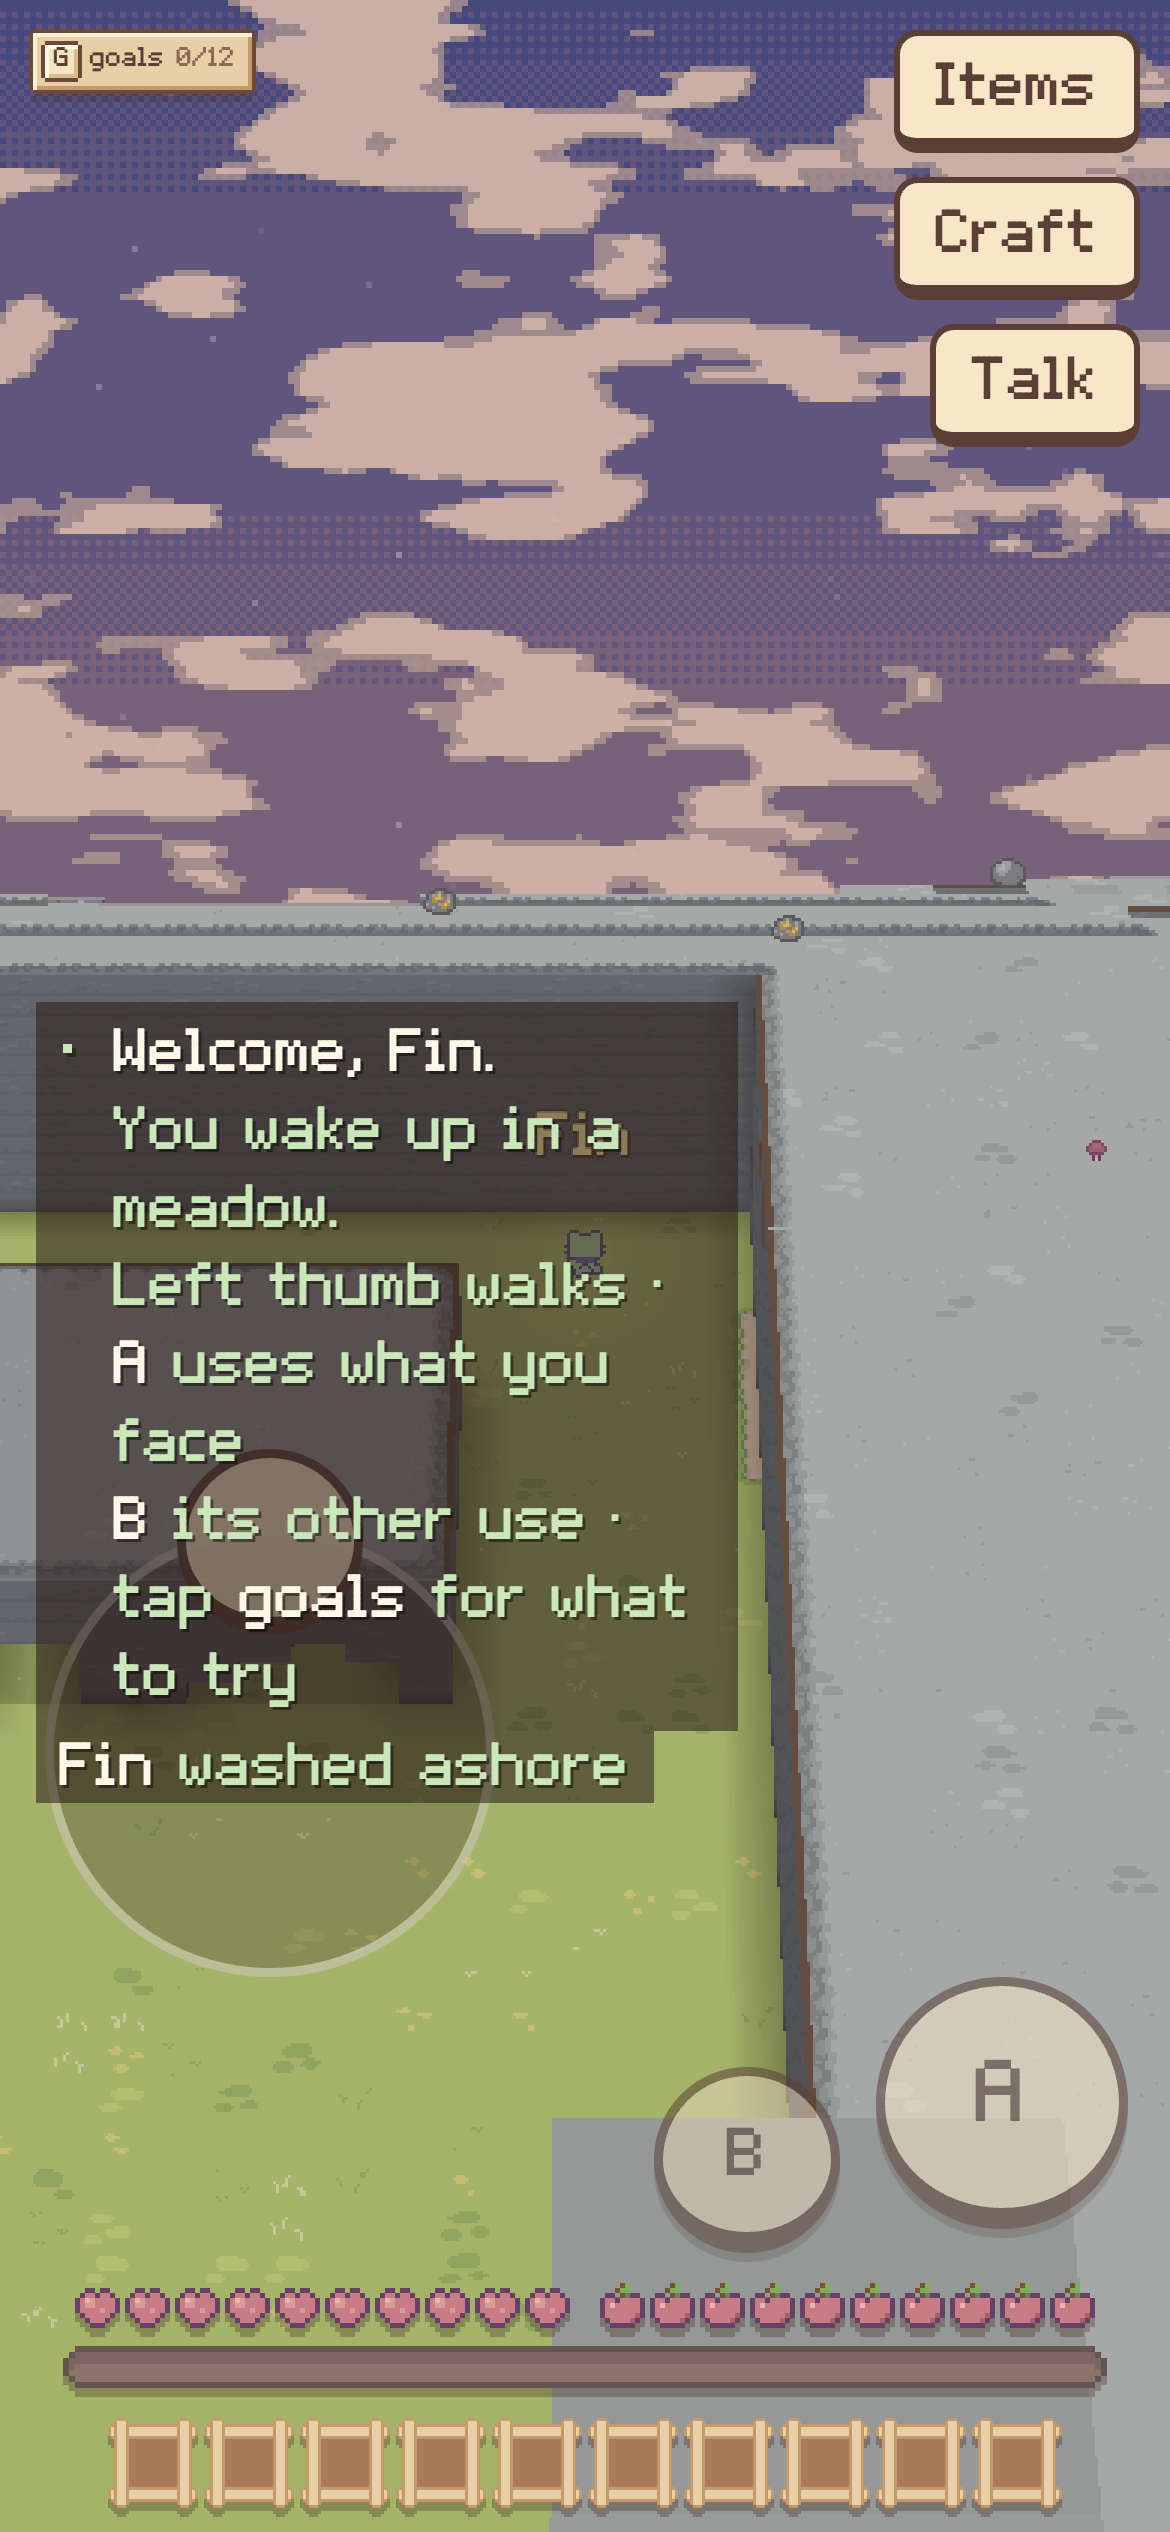 G goals 0/12
Items
Craft
Talk
· Welcome, Fin.
You wake up in a
Fin
meadow.
Left thumb walks ·
A uses what you
face
B its other use ·
tap goals for what
to try
Fin washed ashore
A
B